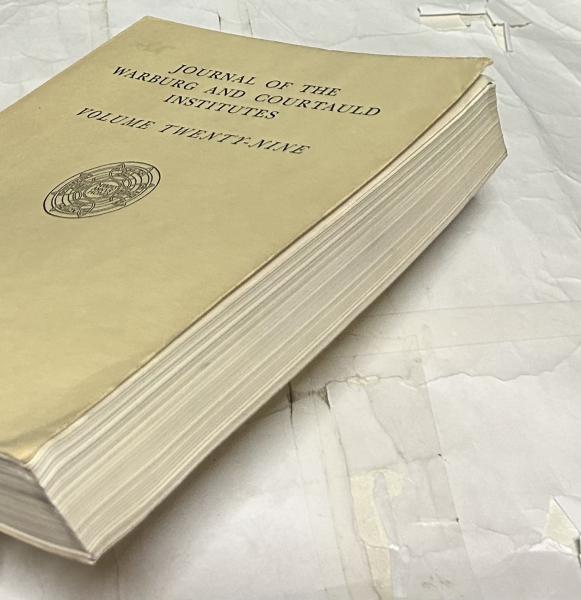 JOURNAL OF THE
WARBURG AND COURTAULD
INSTITUTES
VOLUME TWENTY-NINE